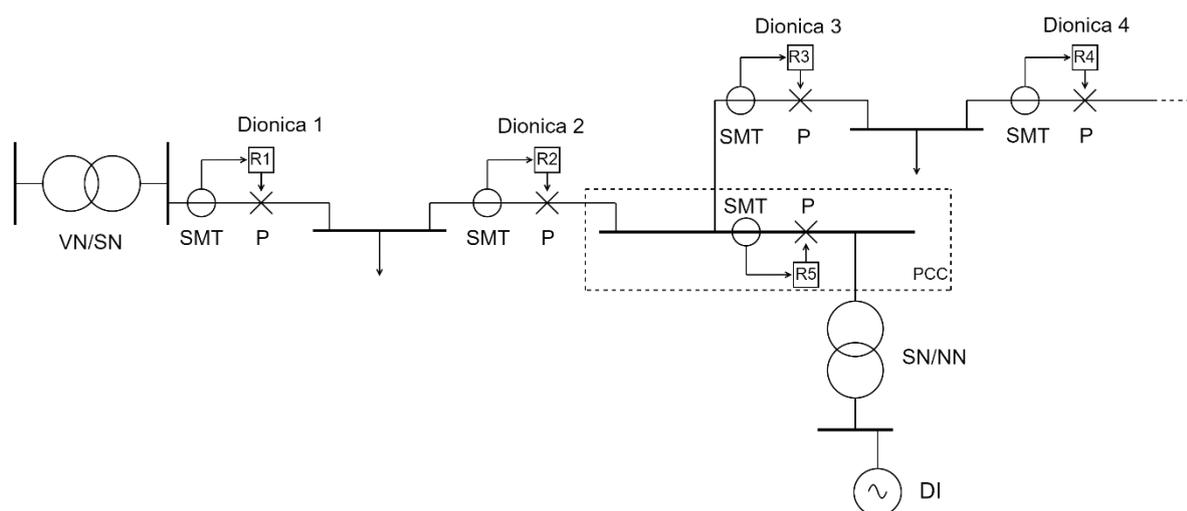 Dionica 3
Dionica 4
R3
R4
SMT
P
SMT
P
Dionica 1
Dionica 2
R1
R2
SMT
P
SMT
P
VN/SN
SMT
P
R5
PCC
SN/NN
DI